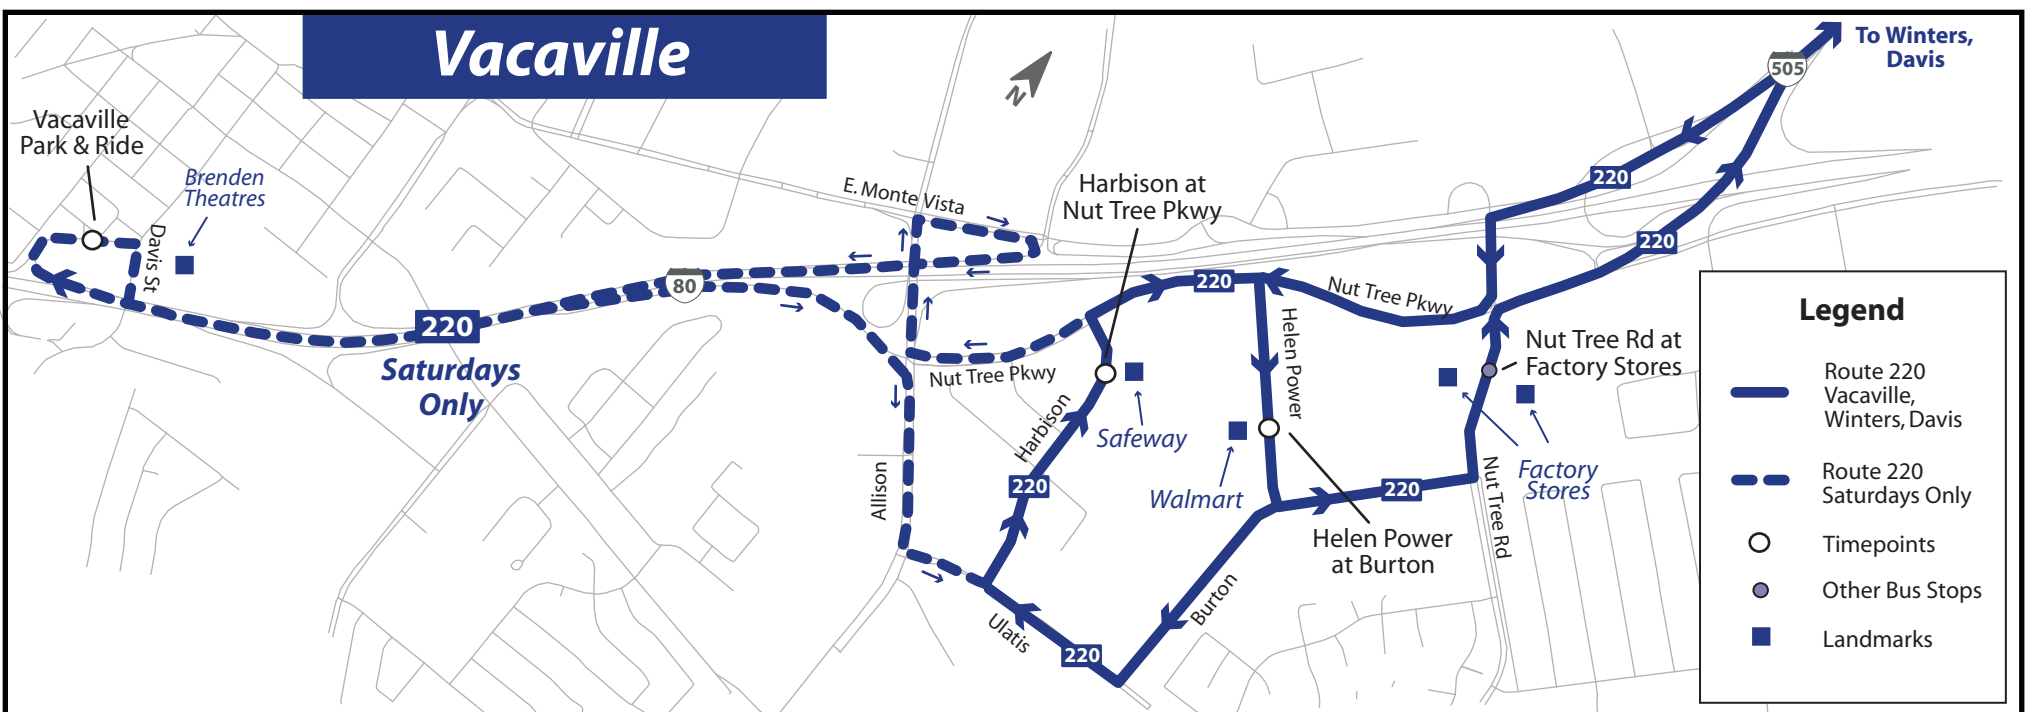 Vacaville
N
505
To Winters,
Davis
Vacaville
Park & Ride
Brenden
Theatres
Davis St
E. Monte Vista
Harbison at
Nut Tree Pkwy
220
220
80
220
220
Saturdays
Only
Nut Tree Pkwy
Nut Tree Pkwy
Helen Power
Nut Tree Rd at
Factory Stores
Harbison
Safeway
Walmart
Factory
Stores
Allison
220
220
Nut Tree Rd
Helen Power
at Burton
Burton
Ulatis
220
Legend
Route 220
Vacaville,
Winters, Davis
Route 220
Saturdays Only
Timepoints
Other Bus Stops
Landmarks